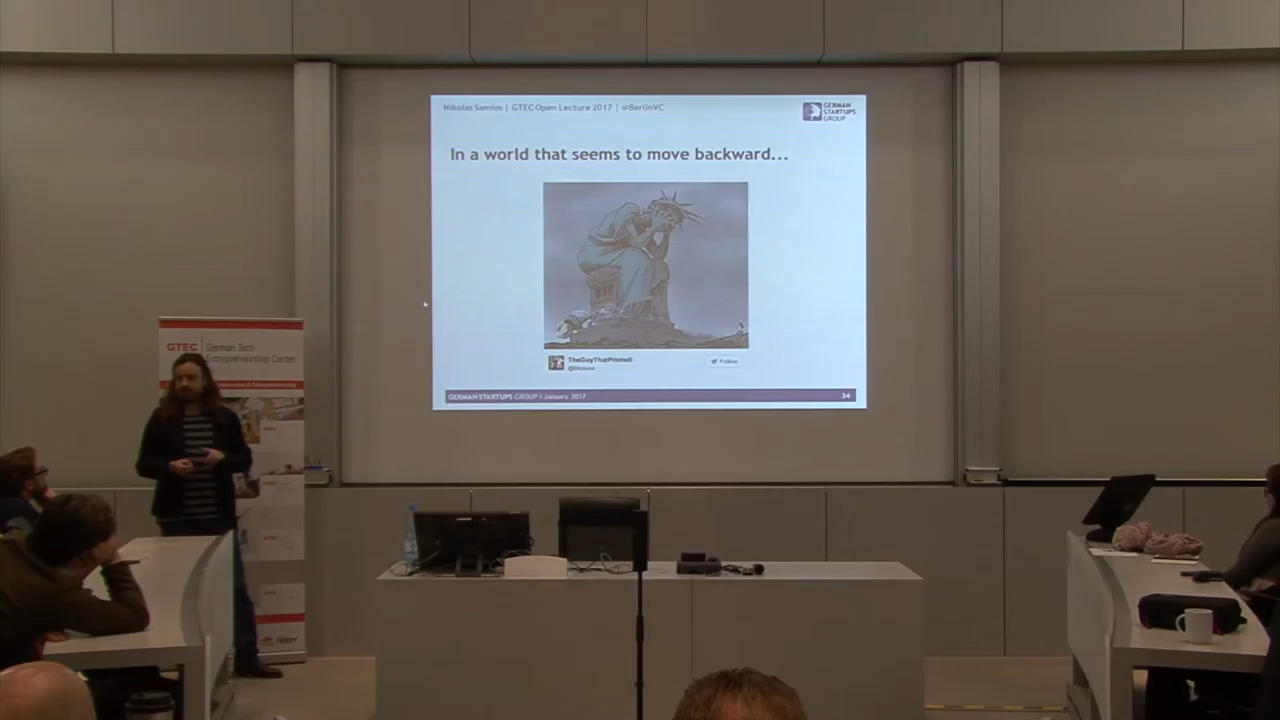 Nikolas Samios | GTEC Open Lecture 2017 | @BerlinVC
GERMAN
STARTUPS
GROUP
In a world that seems to move backward...
TheGuyThatPrints
Follow
GERMAN STARTUPS GROUP | January 2017
34
GTEC
German Tech
Entrepreneurship Center